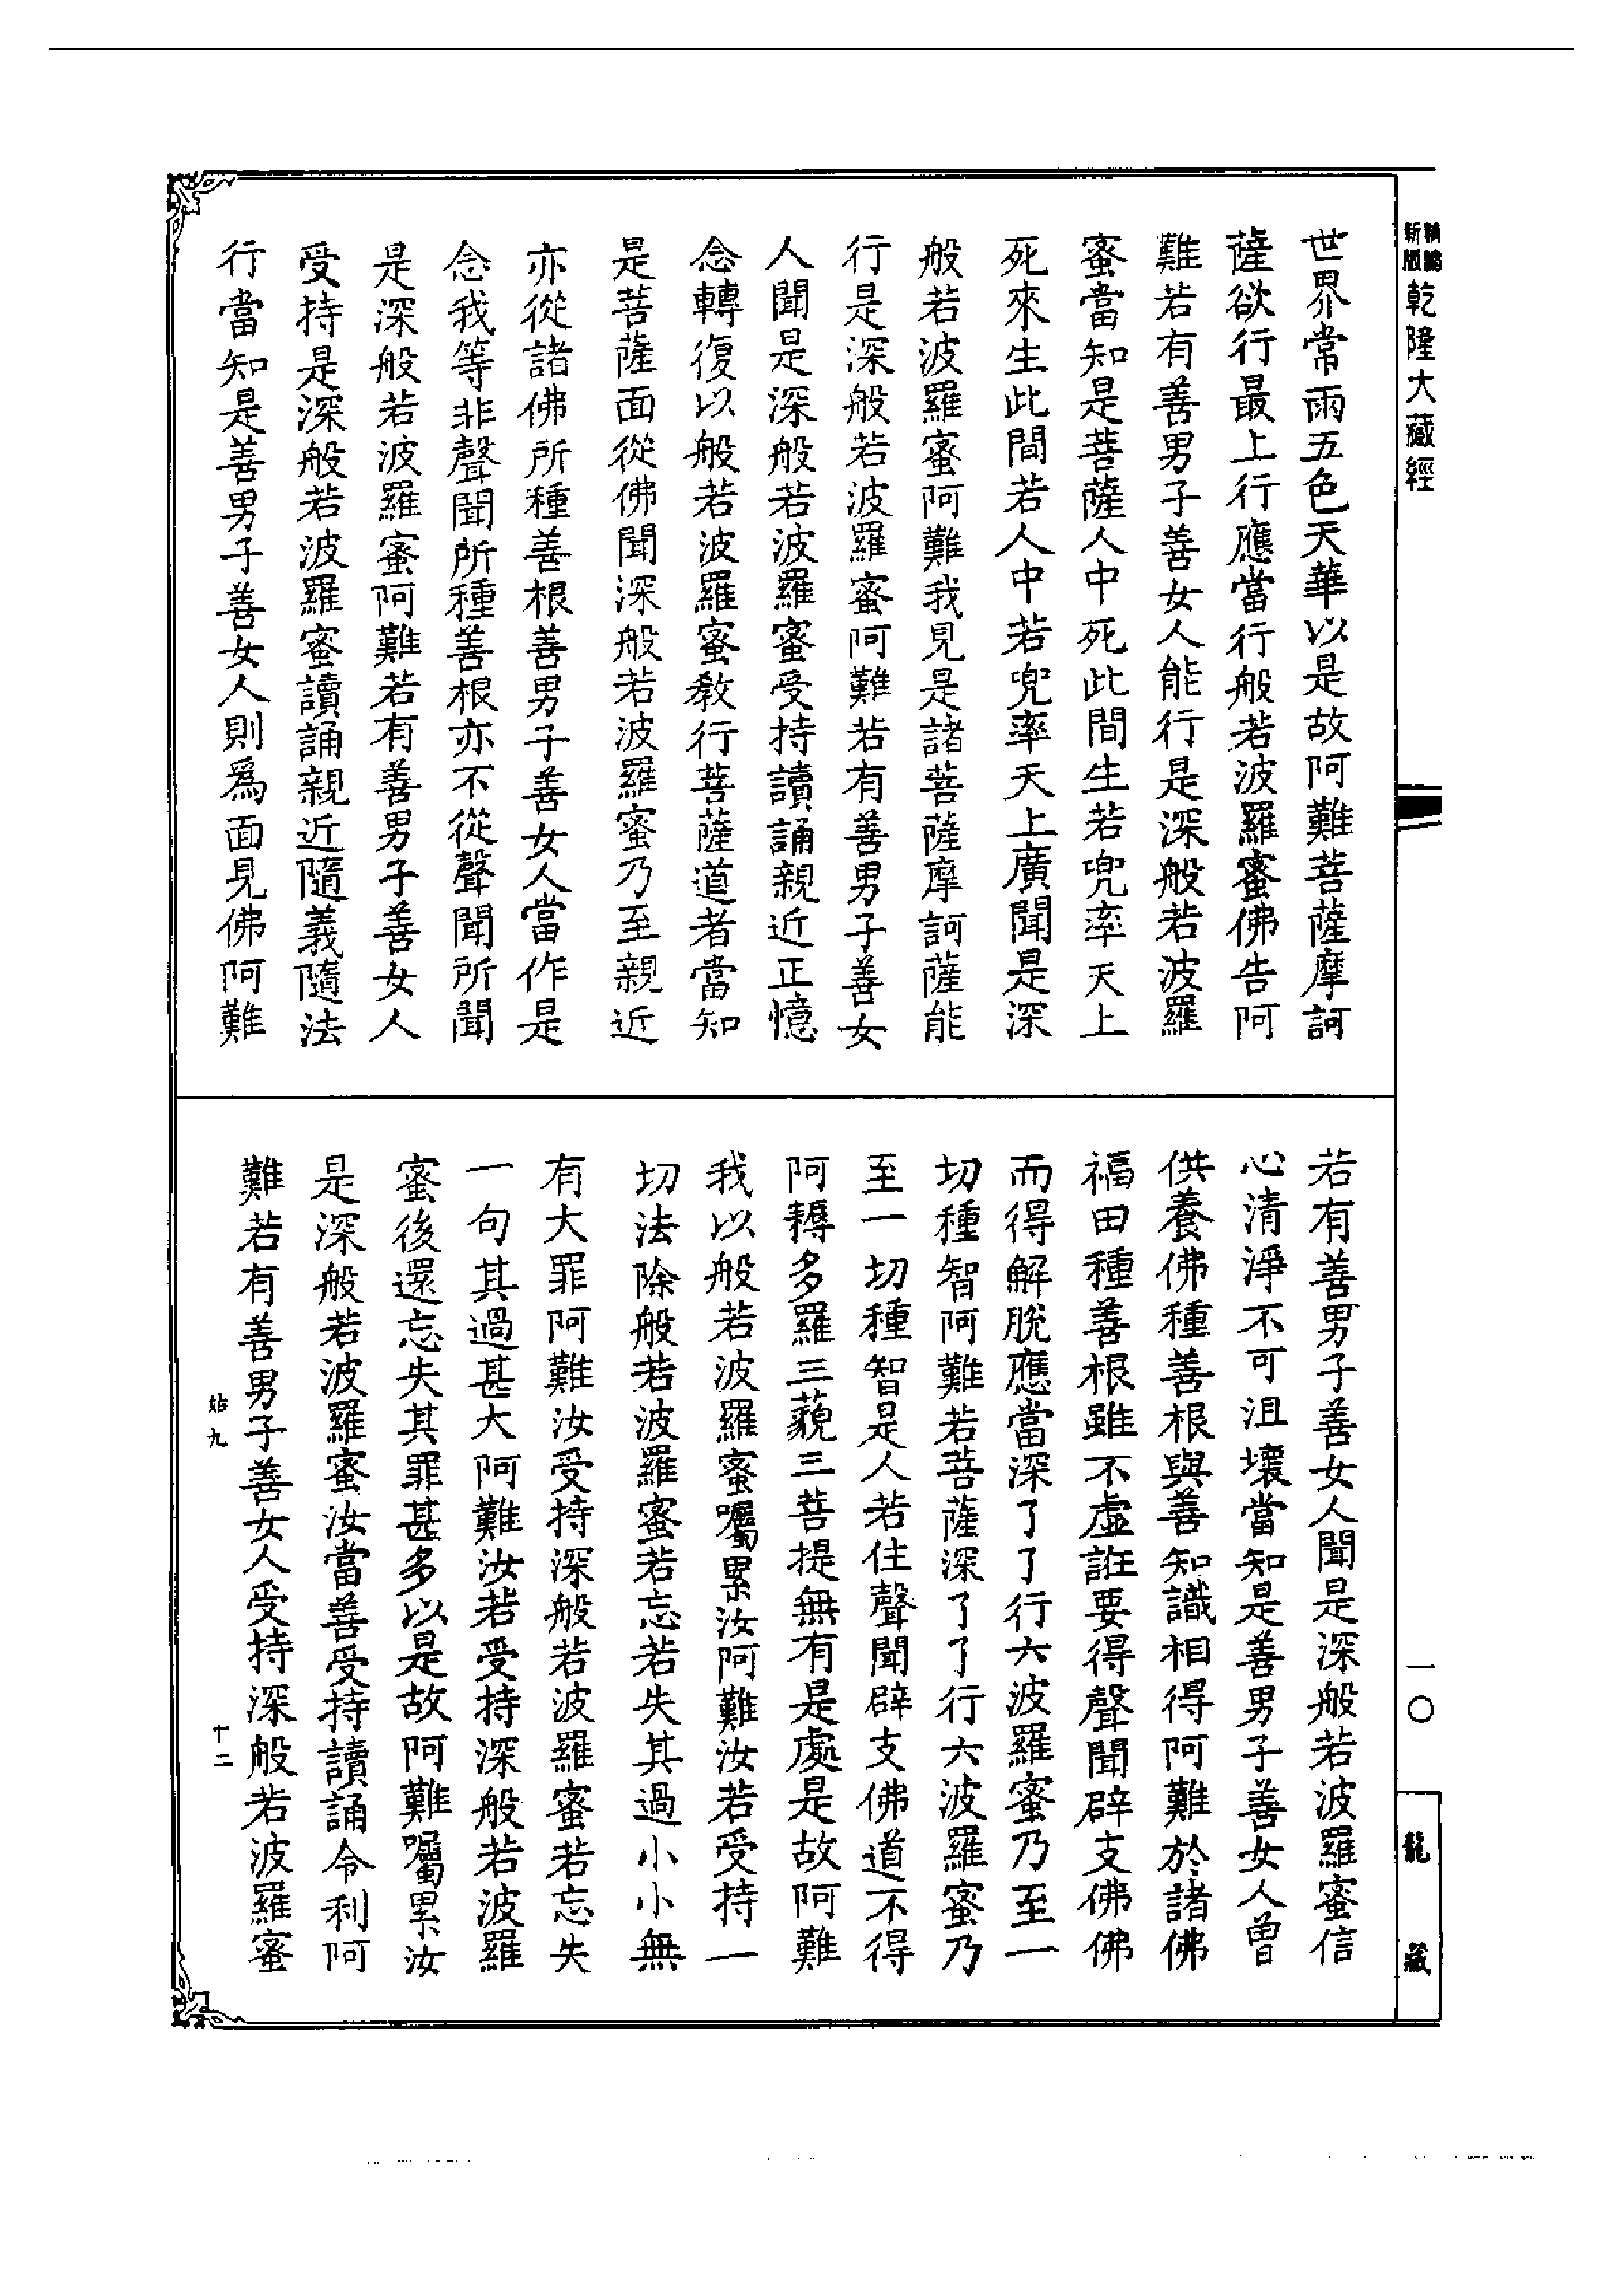 精編新版乾隆大藏經
世界常雨五色天華以是故阿難菩薩摩訶
薩欲行最上行應當行般若波羅蜜佛告阿
難若有善男子善女人能行是深般若波羅
蜜當知是菩薩人中死此間生若兜率天上
死來生此間若人中若兜率天上廣聞是深
般若波羅蜜阿難我見是諸菩薩摩訶薩能
行是深般若波羅蜜阿難若有善男子善女
人聞是深般若波羅蜜受持讀誦親近正憶
念轉復以般若波羅蜜教行菩薩道者當知
是菩薩面從佛聞深般若波羅蜜乃至親近
亦從諸佛所種善根善男子善女人當作是
念我等非聲聞所種善根亦不從聲聞所聞
是深般若波羅蜜阿難若有善男子善女人
受持是深般若波羅蜜讀誦親近隨義隨法
行當知是善男子善女人則爲面見佛阿難
若有善男子善女人聞是深般若波羅蜜信
心清淨不可沮壞當知是善男子善女人曾
供養佛種善根與善知識相得阿難於諸佛
福田種善根雖不虛誑要得聲聞辟支佛佛
而得解脫應當深了了行六波羅蜜乃至一
切種智阿難若菩薩深了了行六波羅蜜乃
至一切種智是人若住聲聞辟支佛道不得
阿耨多羅三藐三菩提無有是處是故阿難
我以般若波羅蜜囑累汝阿難汝若受持一
切法除般若波羅蜜若忘若失其過小小無
有大罪阿難汝受持深般若波羅蜜若忘失
一句其過甚大阿難汝若受持深般若波羅
蜜後還忘失其罪甚多以是故阿難囑累汝
是深般若波羅蜜汝當善受持讀誦令利阿
難若有善男子善女人受持深般若波羅蜜
一〇
龍藏
姑九
十二